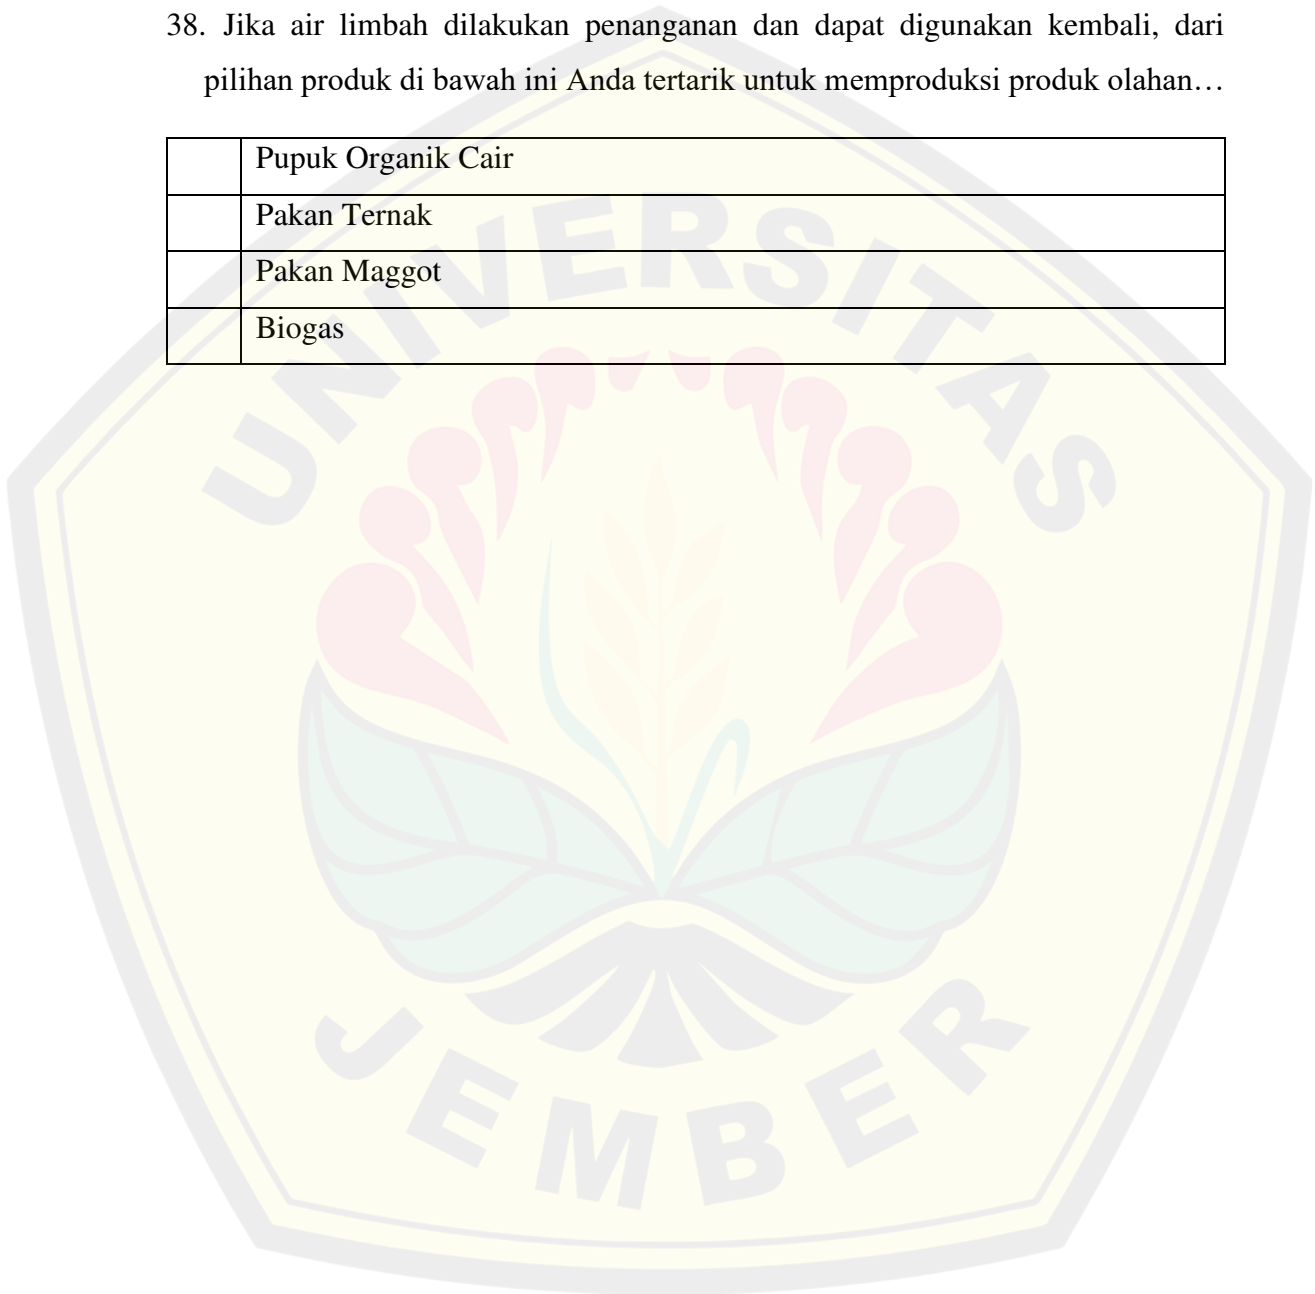 38. Jika air limbah dilakukan penanganan dan dapat digunakan kembali, dari
pilihan produk di bawah ini Anda tertarik untuk memproduksi produk olahan…
Pupuk Organik Cair
Pakan Ternak
Pakan Maggot
Biogas
UNIVERSITAS
JEMBER